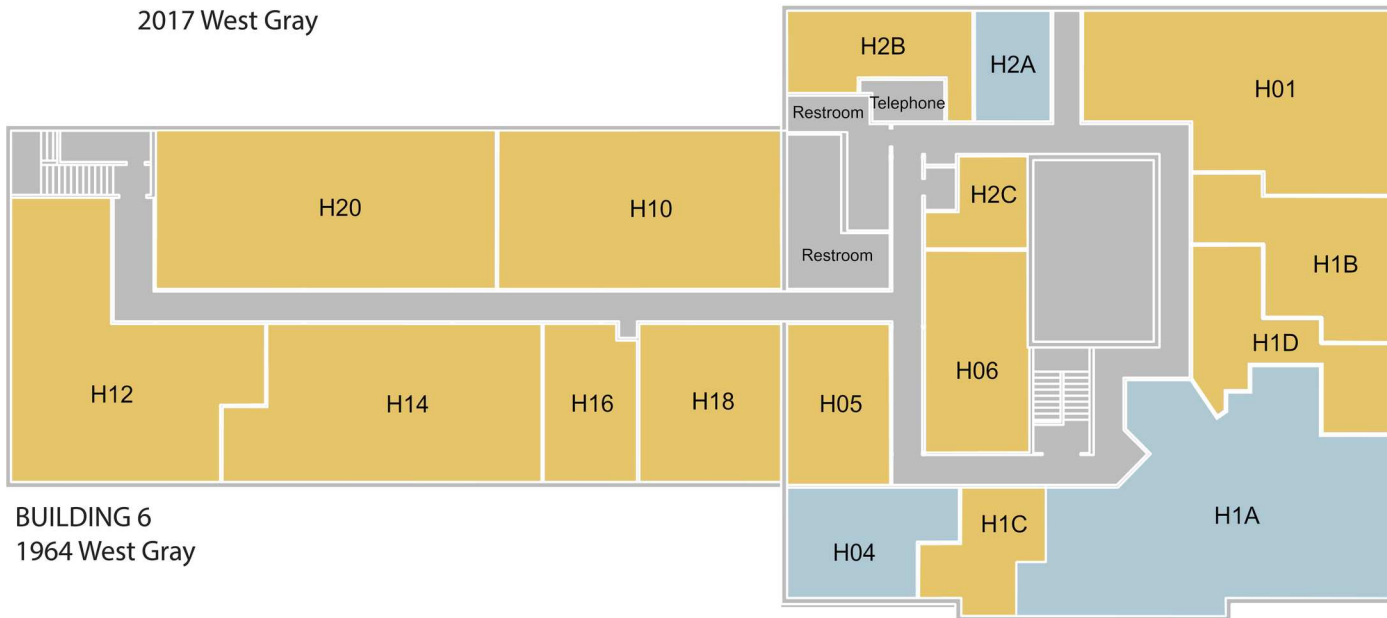 2017 West Gray
H2B
H2A
H01
Telephone
Restroom
H20
H10
H2C
Restroom
H1B
H1D
H12
H14
H16
H18
H05
H06
H1A
H1C
H04
BUILDING 6
1964 West Gray